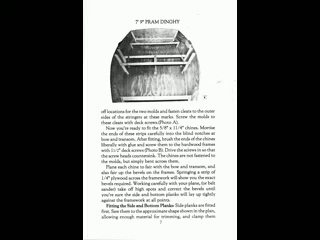 7' 9" PRAM DINGHY
off locations for the two molds and fasten cleats to the outer
sides of the stringers at these marks. Screw the molds to
these cleats with deck screws.(Photo A).
Now you're ready to fit the 5/8" x 11/4" chines. Mortise
the ends of these strips carefully into the blind notches at
bow and transom. After fitting, brush the ends of the chines
liberally with glue and screw them to the hardwood frames
with 11/2" deck screws (Photo B). Drive the screws in so that
the screw heads countersink. The chines are not fastened to
the molds, but simply bent across them.
Plane each chine to fair with the bow and transom, and
also fair up the bevels on the frames. Springing a strip of
1/4" plywood across the framework will show you the exact
bevels required. Working carefully with your plane, (or belt
sander) take off high spots and correct the bevels until
you're sure the side and bottom planks will lay up tightly
against the framework at all points.
Fitting the Side and Bottom Planks Side planks are fitted
first. Saw them to the approximate shape shown in the plan,
allowing enough material for trimming, and clamp them